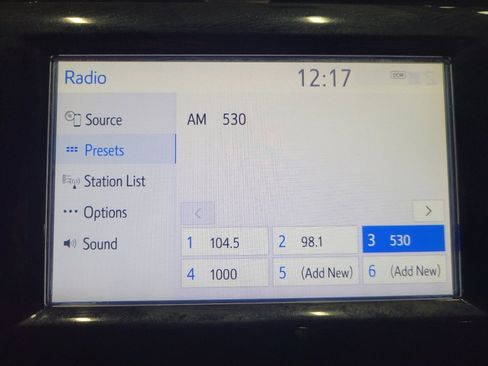 Radio 12:17 DCM
Source
AM 530
Presets
Station List
Options
< >
Sound
1 104.5 2 98.1 3 530
4 1000 5 (Add New) 6 (Add New)